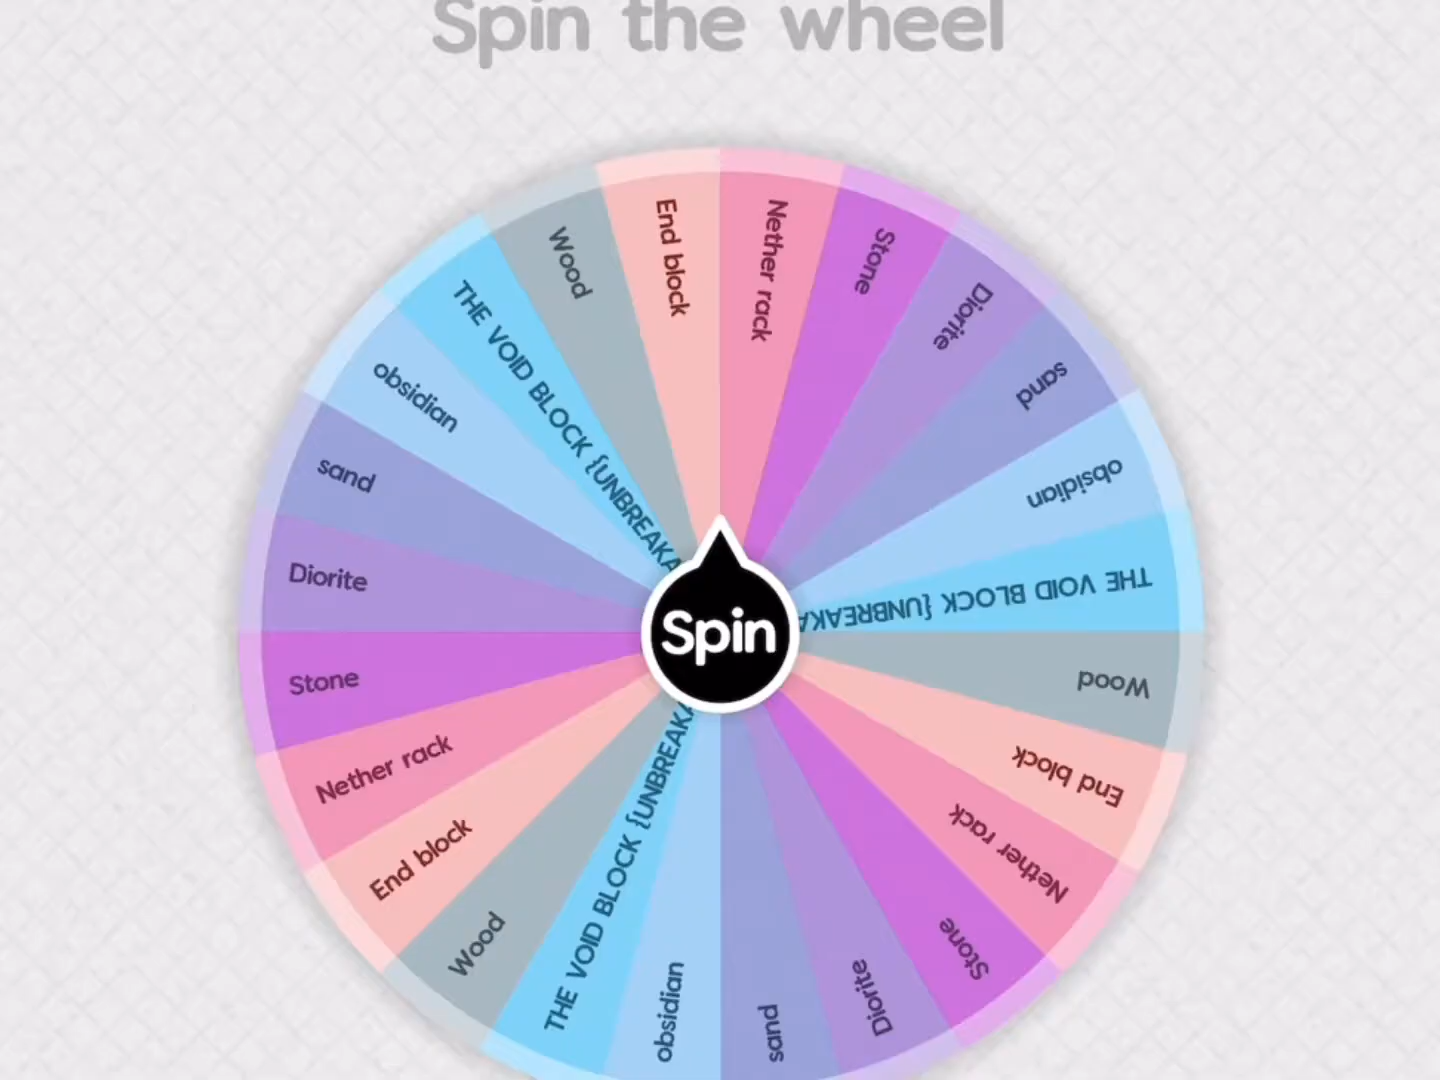 Spin the wheel
End block
Nether rack
Stone
Diorite
sand
obsidian
THE VOID BLOCK {UNBREAKA
Wood
End block
Nether rack
Stone
Diorite
sand
obsidian
THE VOID BLOCK {UNBREAKA
Wood
End block
Nether rack
Stone
Diorite
sand
obsidian
THE VOID BLOCK {UNBREAKA
Wood
Spin